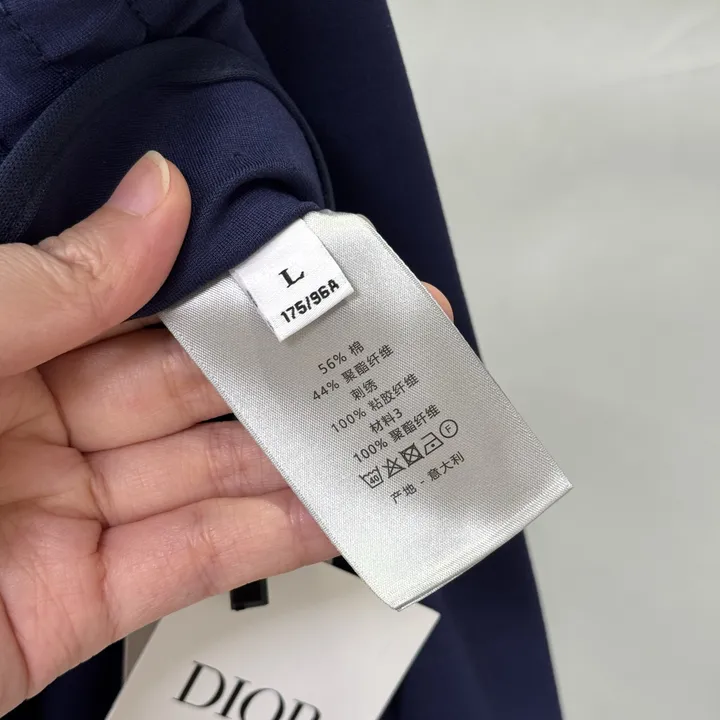 L
175/96A
56% 棉
44% 聚酯纤维
刺绣
100% 粘胶纤维
材料3
100% 聚酯纤维
40 F
产地 - 意大利
DIOR